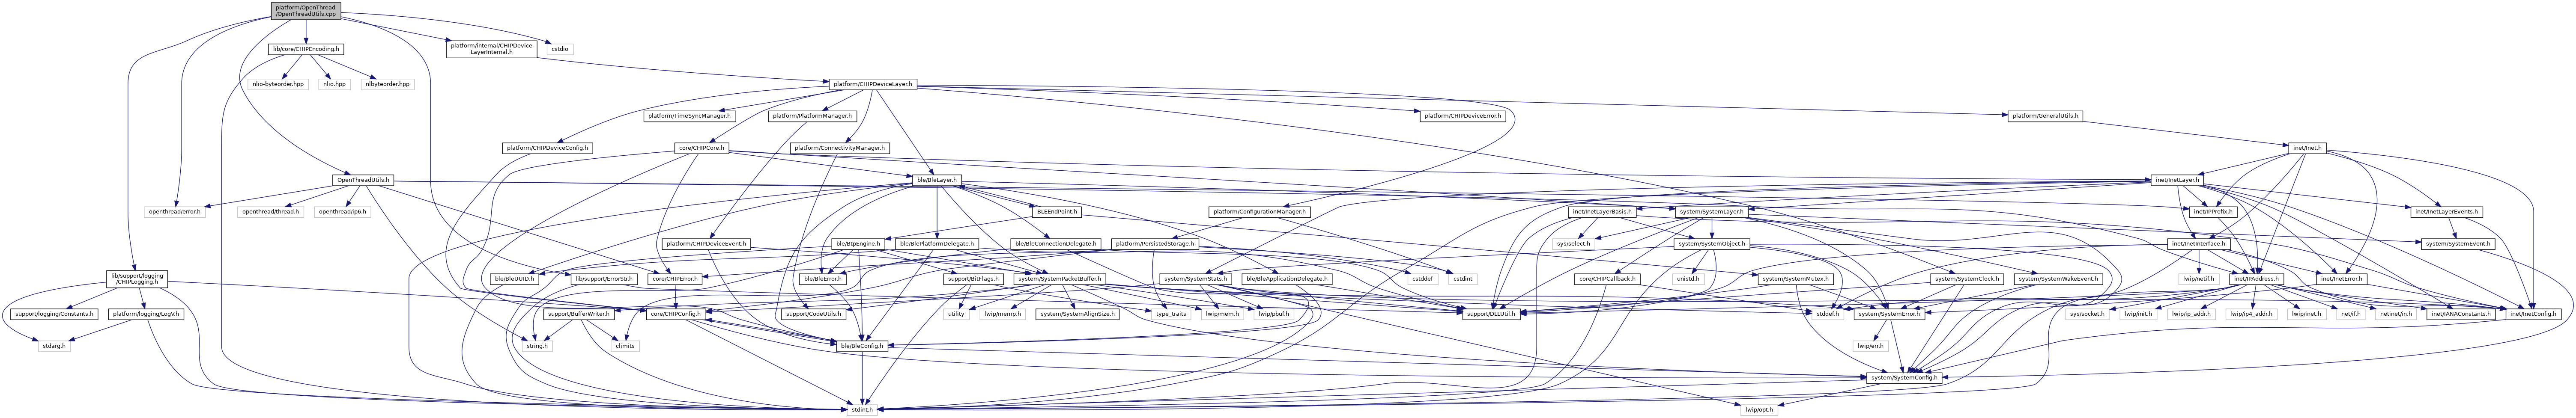 platform/OpenThread
/OpenThreadUtils.cpp
lib/core/CHIPEncoding.h
platform/internal/CHIPDevice
LayerInternal.h
cstdio
nlio-byteorder.hpp
nlio.hpp
nlbyteorder.hpp
platform/CHIPDeviceLayer.h
platform/TimeSyncManager.h
platform/PlatformManager.h
platform/CHIPDeviceError.h
platform/GeneralUtils.h
platform/CHIPDeviceConfig.h
core/CHIPCore.h
platform/ConnectivityManager.h
inet/Inet.h
OpenThreadUtils.h
ble/BleLayer.h
inet/InetLayer.h
openthread/error.h
openthread/thread.h
openthread/ip6.h
BLEEndPoint.h
platform/ConfigurationManager.h
inet/InetLayerBasis.h
system/SystemLayer.h
inet/IPPrefix.h
inet/InetLayerEvents.h
platform/CHIPDeviceEvent.h
ble/BtpEngine.h
ble/BlePlatformDelegate.h
ble/BleConnectionDelegate.h
platform/PersistedStorage.h
sys/select.h
system/SystemObject.h
inet/InetInterface.h
system/SystemEvent.h
lib/support/logging
/CHIPLogging.h
ble/BleUUID.h
lib/support/ErrorStr.h
core/CHIPError.h
ble/BleError.h
support/BitFlags.h
system/SystemPacketBuffer.h
system/SystemStats.h
ble/BleApplicationDelegate.h
cstddef
cstdint
core/CHIPCallback.h
unistd.h
system/SystemMutex.h
system/SystemClock.h
system/SystemWakeEvent.h
lwip/netif.h
inet/IPAddress.h
inet/InetError.h
support/logging/Constants.h
platform/logging/LogV.h
support/BufferWriter.h
core/CHIPConfig.h
support/CodeUtils.h
utility
lwip/memp.h
system/SystemAlignSize.h
type_traits
lwip/mem.h
lwip/pbuf.h
support/DLLUtil.h
stddef.h
system/SystemError.h
sys/socket.h
lwip/init.h
lwip/ip_addr.h
lwip/ip4_addr.h
lwip/inet.h
net/if.h
netinet/in.h
inet/IANAConstants.h
inet/InetConfig.h
stdarg.h
string.h
climits
ble/BleConfig.h
lwip/err.h
system/SystemConfig.h
stdint.h
lwip/opt.h